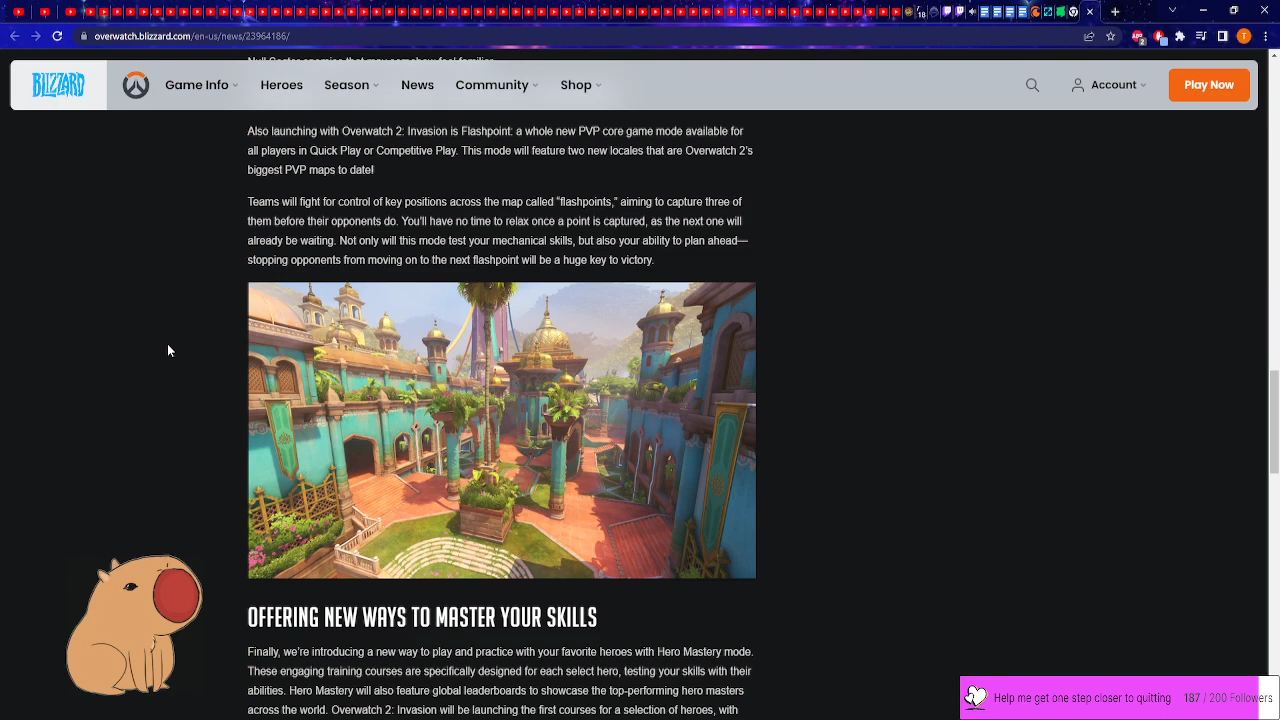 18
2
T
overwatch.blizzard.com/en-us/news/23964186/
BLIZZARD
Game Info
Heroes
Season
News
Community
Shop
Account
Play Now
Also launching with Overwatch 2: Invasion is Flashpoint: a whole new PVP core game mode available for
all players in Quick Play or Competitive Play. This mode will feature two new locales that are Overwatch 2's
biggest PVP maps to date!
Teams will fight for control of key positions across the map called “flashpoints,” aiming to capture three of
them before their opponents do. You’ll have no time to relax once a point is captured, as the next one will
already be waiting. Not only will this mode test your mechanical skills, but also your ability to plan ahead—
stopping opponents from moving on to the next flashpoint will be a huge key to victory.
OFFERING NEW WAYS TO MASTER YOUR SKILLS
Finally, we’re introducing a new way to play and practice with your favorite heroes with Hero Mastery mode.
These engaging training courses are specifically designed for each select hero, testing your skills with their
abilities. Hero Mastery will also feature global leaderboards to showcase the top-performing hero masters
across the world. Overwatch 2: Invasion will be launching the first courses for a selection of heroes, with
Help me get one step closer to quitting 187 / 200 Followers